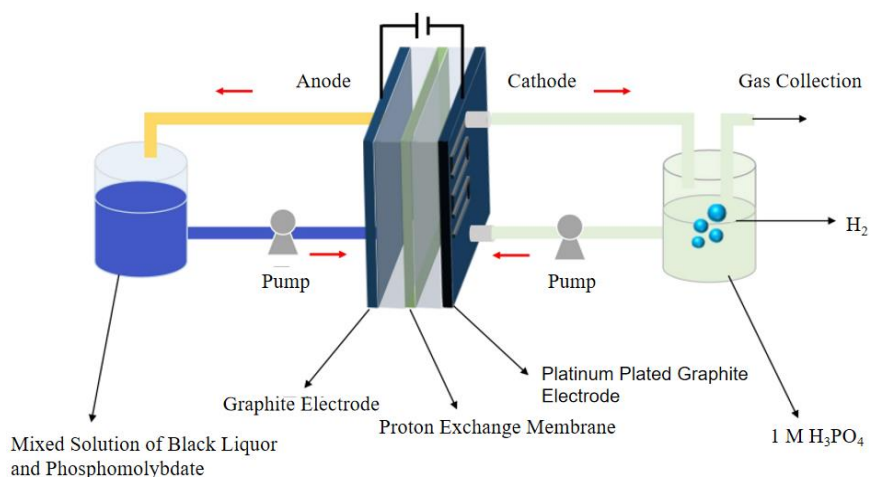 Anode
Cathode
Gas Collection
Pump
Pump
H₂
Graphite Electrode
Proton Exchange Membrane
Platinum Plated Graphite
Electrode
Mixed Solution of Black Liquor
and Phosphomolybdate
1 M H₃PO₄